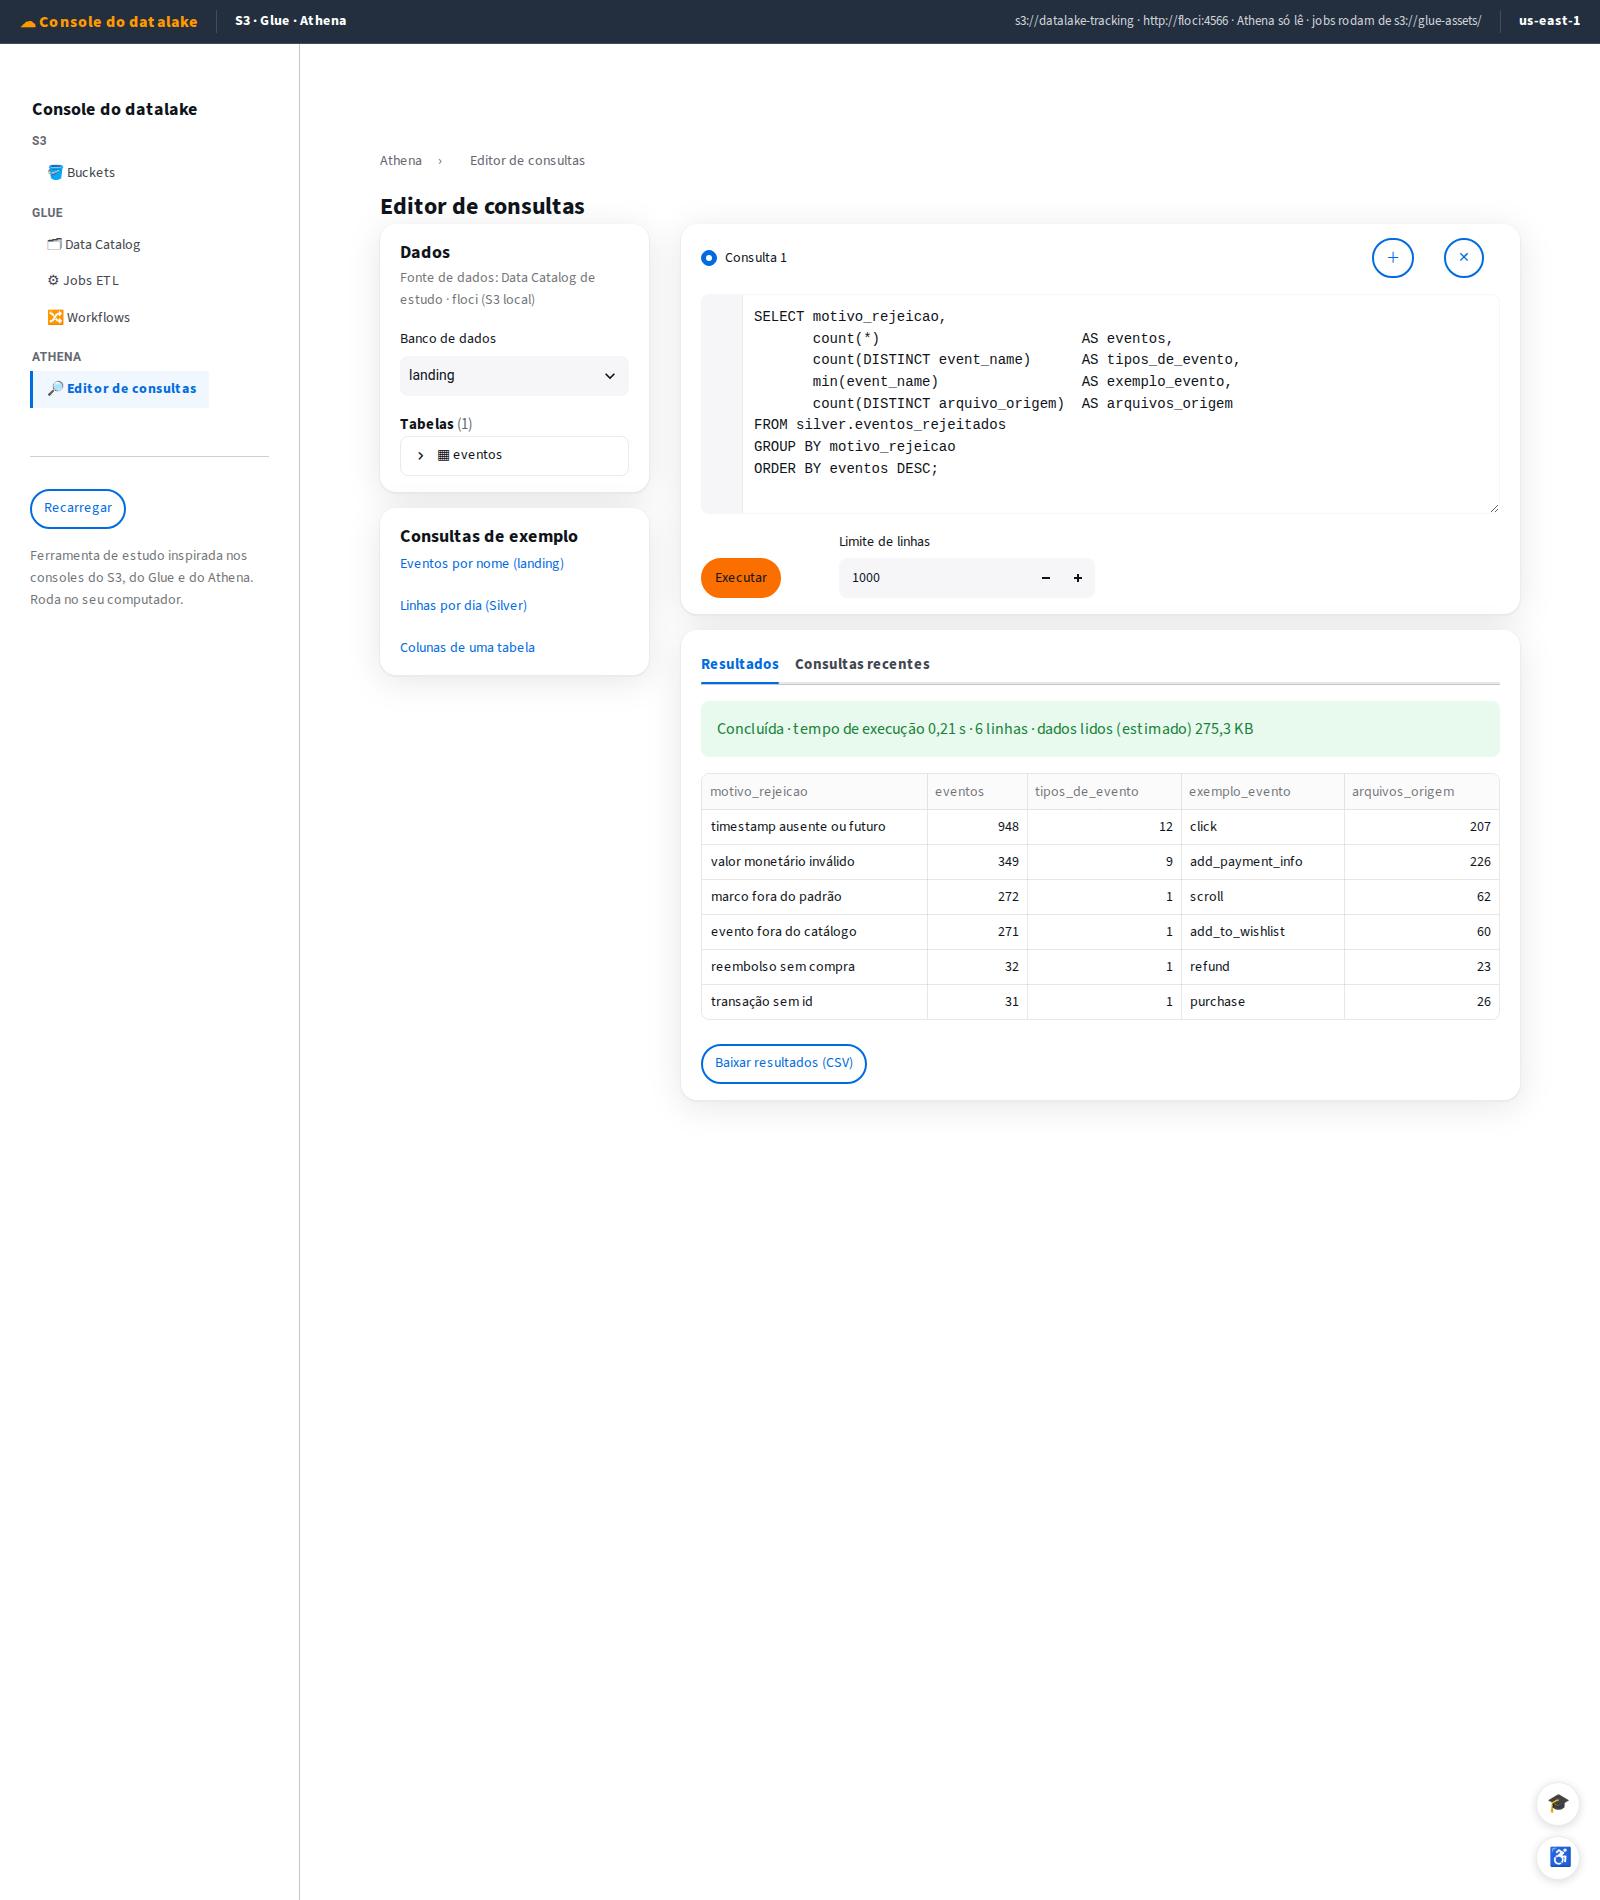 Console do datalake
S3 · Glue · Athena
s3://datalake-tracking · http://floci:4566 · Athena só lê · jobs rodam de s3://glue-assets/
us-east-1
Console do datalake
S3
Buckets
GLUE
Data Catalog
Jobs ETL
Workflows
ATHENA
Editor de consultas
Recarregar
Ferramenta de estudo inspirada nos
consoles do S3, do Glue e do Athena.
Roda no seu computador.
Athena › Editor de consultas
Editor de consultas
Dados
Fonte de dados: Data Catalog de
estudo · floci (S3 local)
Banco de dados
landing
Tabelas (1)
eventos
Consultas de exemplo
Eventos por nome (landing)
Linhas por dia (Silver)
Colunas de uma tabela
Consulta 1
SELECT motivo_rejeicao,
       count(*)                        AS eventos,
       count(DISTINCT event_name)      AS tipos_de_evento,
       min(event_name)                 AS exemplo_evento,
       count(DISTINCT arquivo_origem)  AS arquivos_origem
FROM silver.eventos_rejeitados
GROUP BY motivo_rejeicao
ORDER BY eventos DESC;
Limite de linhas
Executar
1000
Resultados
Consultas recentes
Concluída · tempo de execução 0,21 s · 6 linhas · dados lidos (estimado) 275,3 KB
motivo_rejeicao eventos tipos_de_evento exemplo_evento arquivos_origem
timestamp ausente ou futuro 948 12 click 207
valor monetário inválido 349 9 add_payment_info 226
marco fora do padrão 272 1 scroll 62
evento fora do catálogo 271 1 add_to_wishlist 60
reembolso sem compra 32 1 refund 23
transação sem id 31 1 purchase 26
Baixar resultados (CSV)